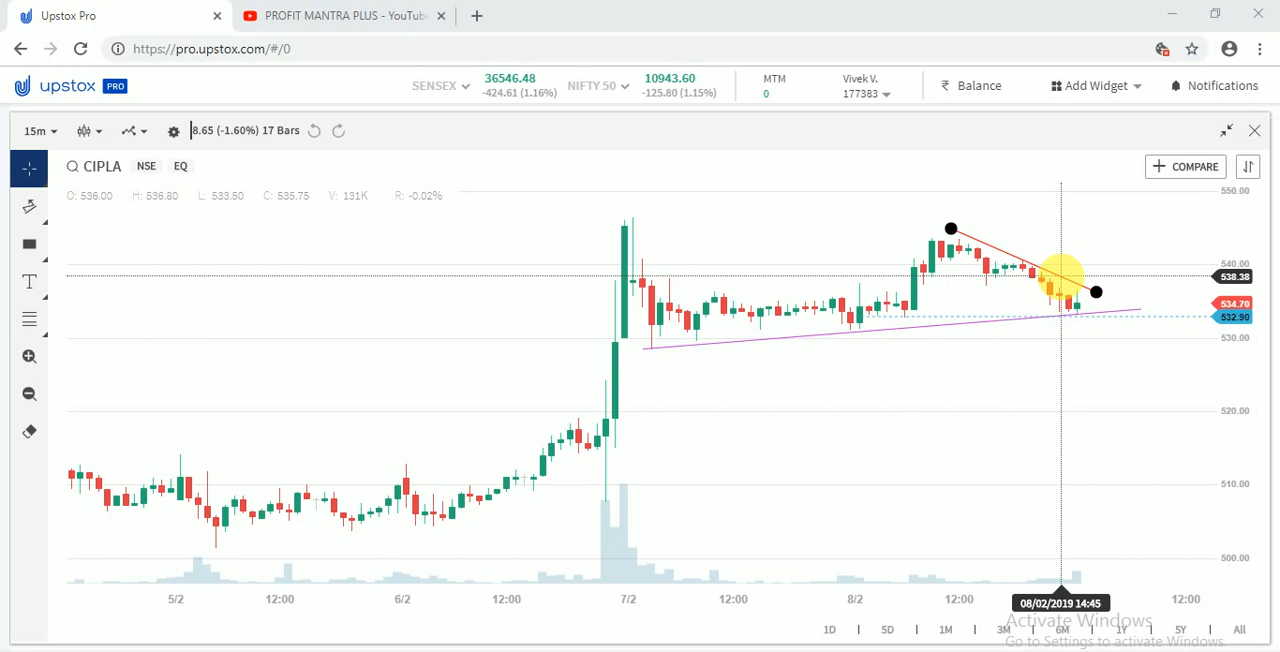 Upstox Pro
PROFIT MANTRA PLUS - YouTube
https://pro.upstox.com/#/0
upstox PRO
SENSEX 36546.48 -424.61 (1.16%)
NIFTY 50 10943.60 -125.80 (1.15%)
MTM 0
Vivek V. 177383
₹ Balance
Add Widget
Notifications
15m
8.65 (-1.60%) 17 Bars
CIPLA NSE EQ
COMPARE
O: 536.00 H: 536.80 L: 533.50 C: 535.75 V: 131K R: -0.02%
550.00
540.00
538.38
534.70
532.90
530.00
520.00
510.00
500.00
5/2 12:00 6/2 12:00 7/2 12:00 8/2 12:00 12:00
08/02/2019 14:45
1D 5D 1M 3M 6M 1Y 5Y All
Activate Windows
Go to Settings to activate Windows.